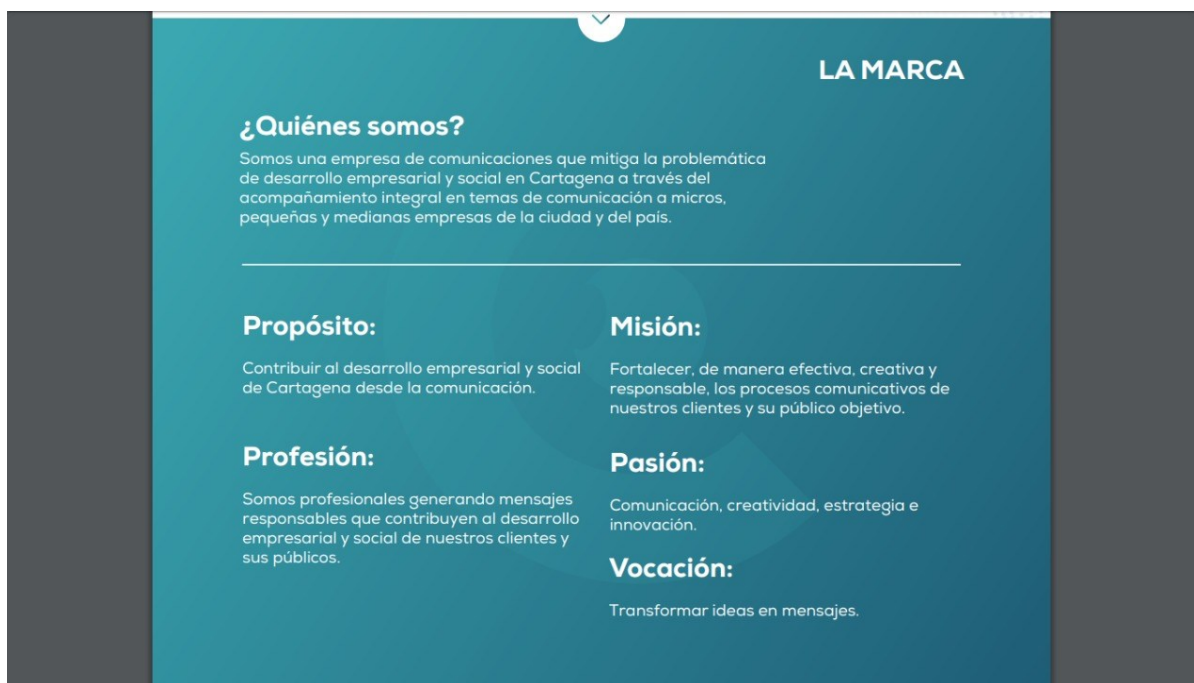 LA MARCA
¿Quiénes somos?
Somos una empresa de comunicaciones que mitiga la problemática
de desarrollo empresarial y social en Cartagena a través del
acompañamiento integral en temas de comunicación a micros,
pequeñas y medianas empresas de la ciudad y del país.
Propósito:
Contribuir al desarrollo empresarial y social
de Cartagena desde la comunicación.
Profesión:
Somos profesionales generando mensajes
responsables que contribuyen al desarrollo
empresarial y social de nuestros clientes y
sus públicos.
Misión:
Fortalecer, de manera efectiva, creativa y
responsable, los procesos comunicativos de
nuestros clientes y su público objetivo.
Pasión:
Comunicación, creatividad, estrategia e
innovación.
Vocación:
Transformar ideas en mensajes.